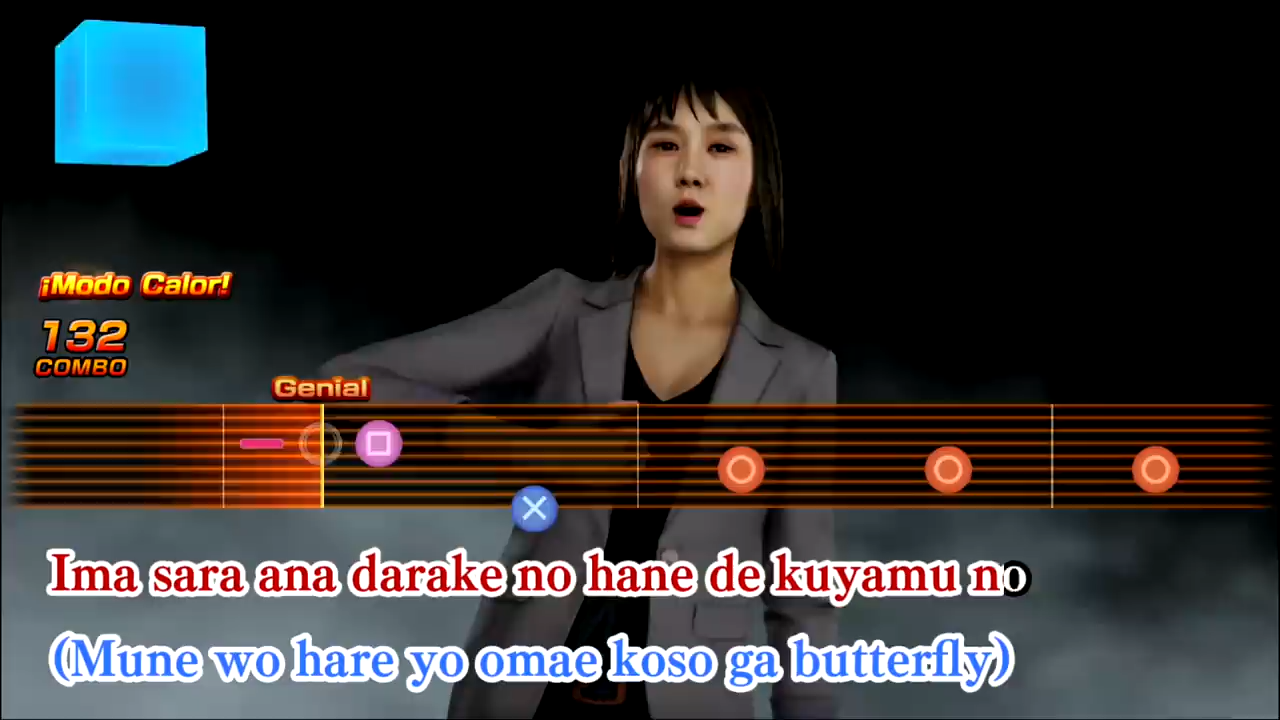 ¡Modo Calor!
132
COMBO
Genial
Ima sara ana darake no hane de kuyamu no
(Mune wo hare yo omae koso ga butterfly)